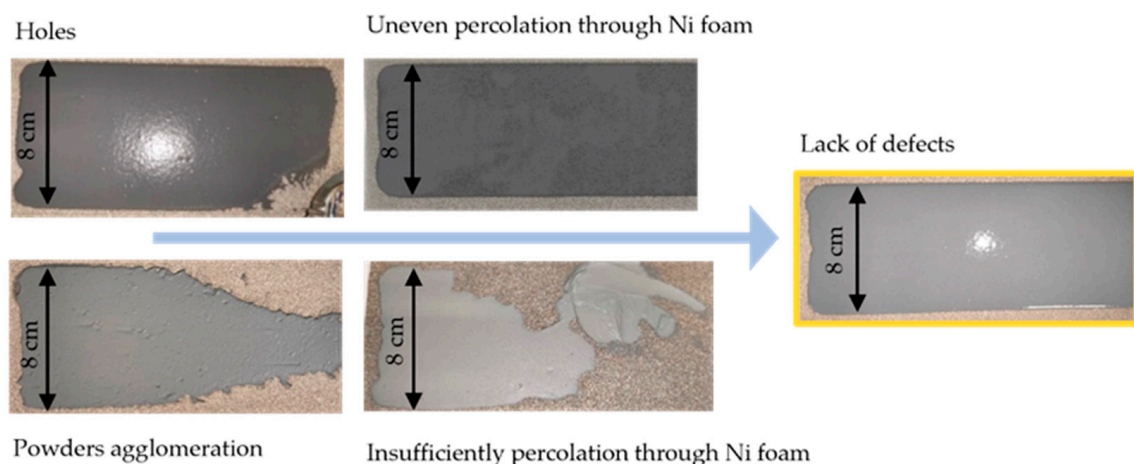 Holes
Uneven percolation through Ni foam
8 cm
8 cm
Lack of defects
8 cm
8 cm
8 cm
Powders agglomeration
Insufficiently percolation through Ni foam